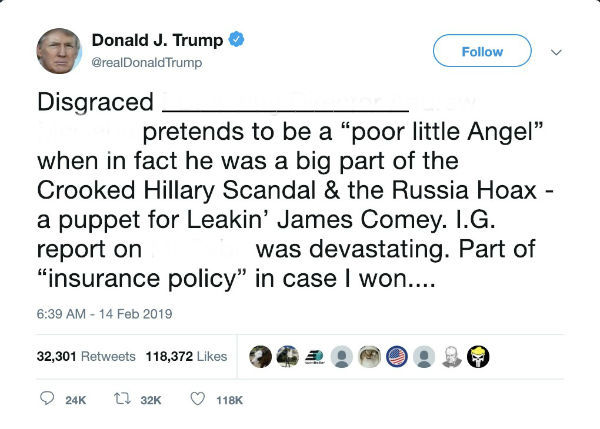 Donald J. Trump
@realDonaldTrump
Follow
Disgraced _______________
pretends to be a “poor little Angel”
when in fact he was a big part of the
Crooked Hillary Scandal & the Russia Hoax -
a puppet for Leakin’ James Comey. I.G.
report on was devastating. Part of
“insurance policy” in case I won....
6:39 AM - 14 Feb 2019
32,301 Retweets 118,372 Likes
24K 32K 118K